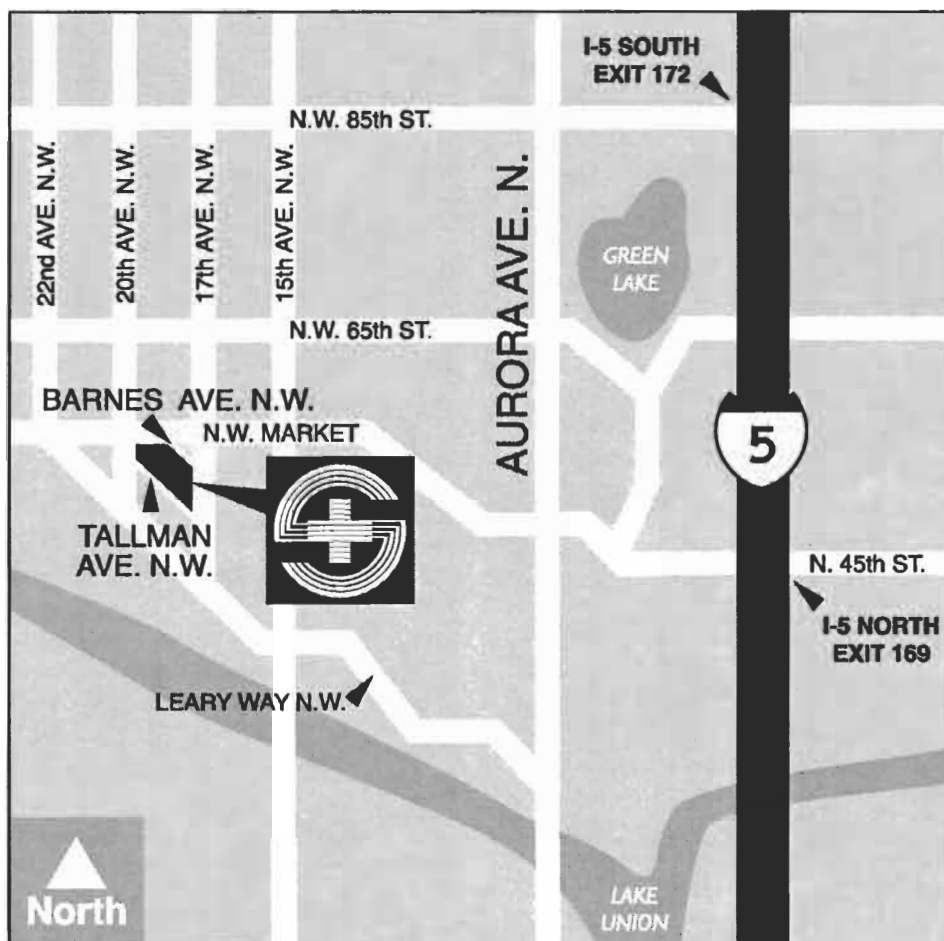 I-5 SOUTH
EXIT 172
N.W. 85th ST.
22nd AVE. N.W.
20th AVE. N.W.
17th AVE. N.W.
15th AVE. N.W.
AURORA AVE. N.
GREEN
LAKE
N.W. 65th ST.
BARNES AVE. N.W.
N.W. MARKET
5
TALLMAN
AVE. N.W.
N. 45th ST.
I-5 NORTH
EXIT 169
LEARY WAY N.W.
North
LAKE
UNION